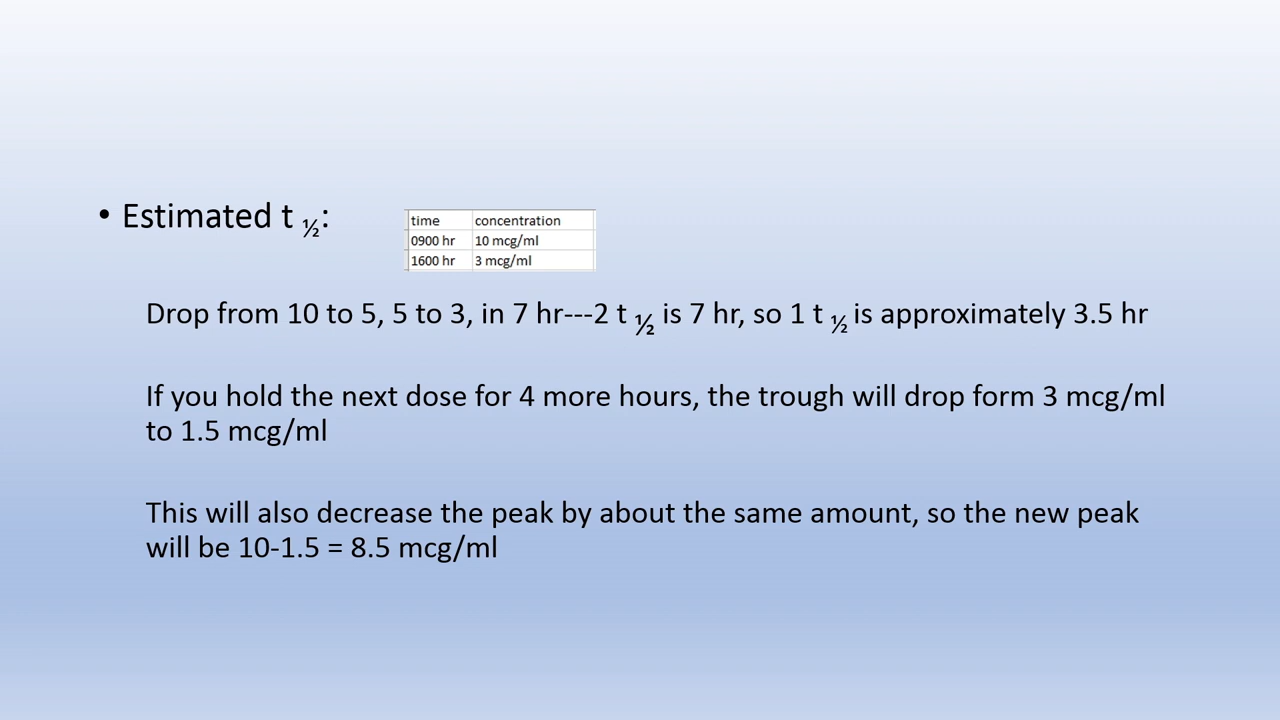 • Estimated t ½:
time concentration
0900 hr 10 mcg/ml
1600 hr 3 mcg/ml
Drop from 10 to 5, 5 to 3, in 7 hr---2 t ½ is 7 hr, so 1 t ½ is approximately 3.5 hr
If you hold the next dose for 4 more hours, the trough will drop form 3 mcg/ml
to 1.5 mcg/ml
This will also decrease the peak by about the same amount, so the new peak
will be 10-1.5 = 8.5 mcg/ml